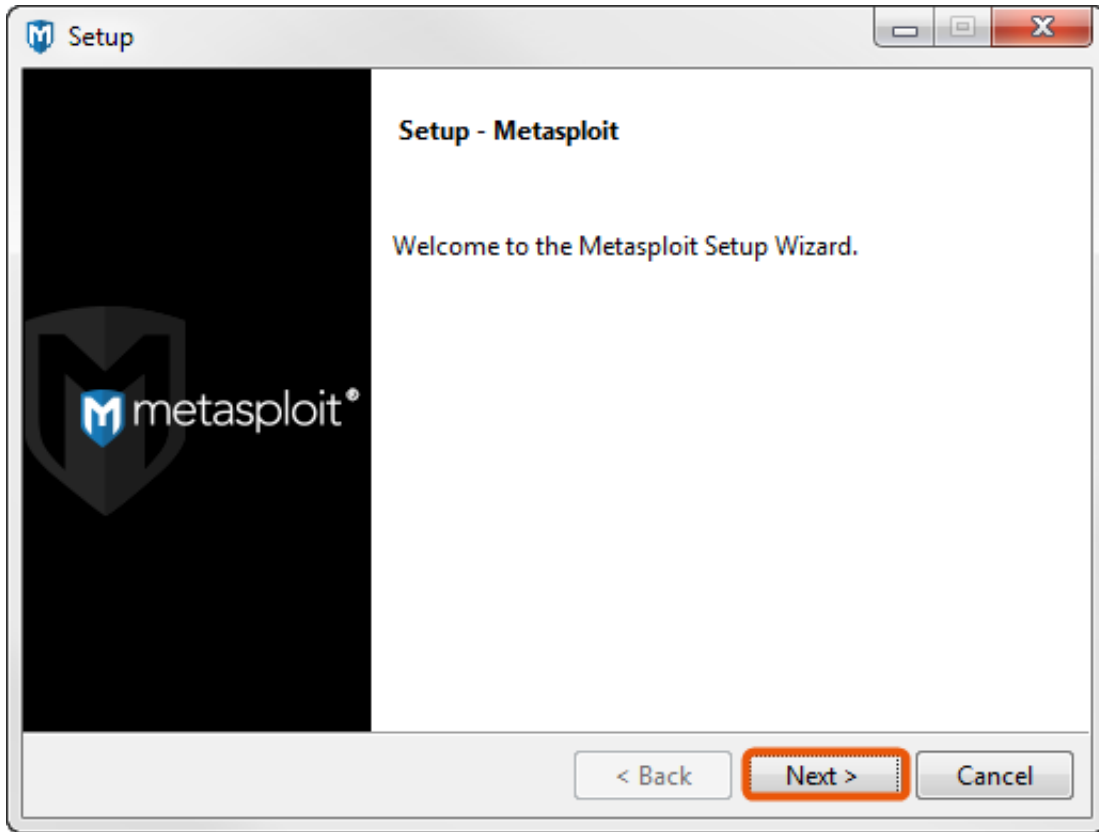 Setup
Setup - Metasploit
Welcome to the Metasploit Setup Wizard.
metasploit®
< Back
Next >
Cancel